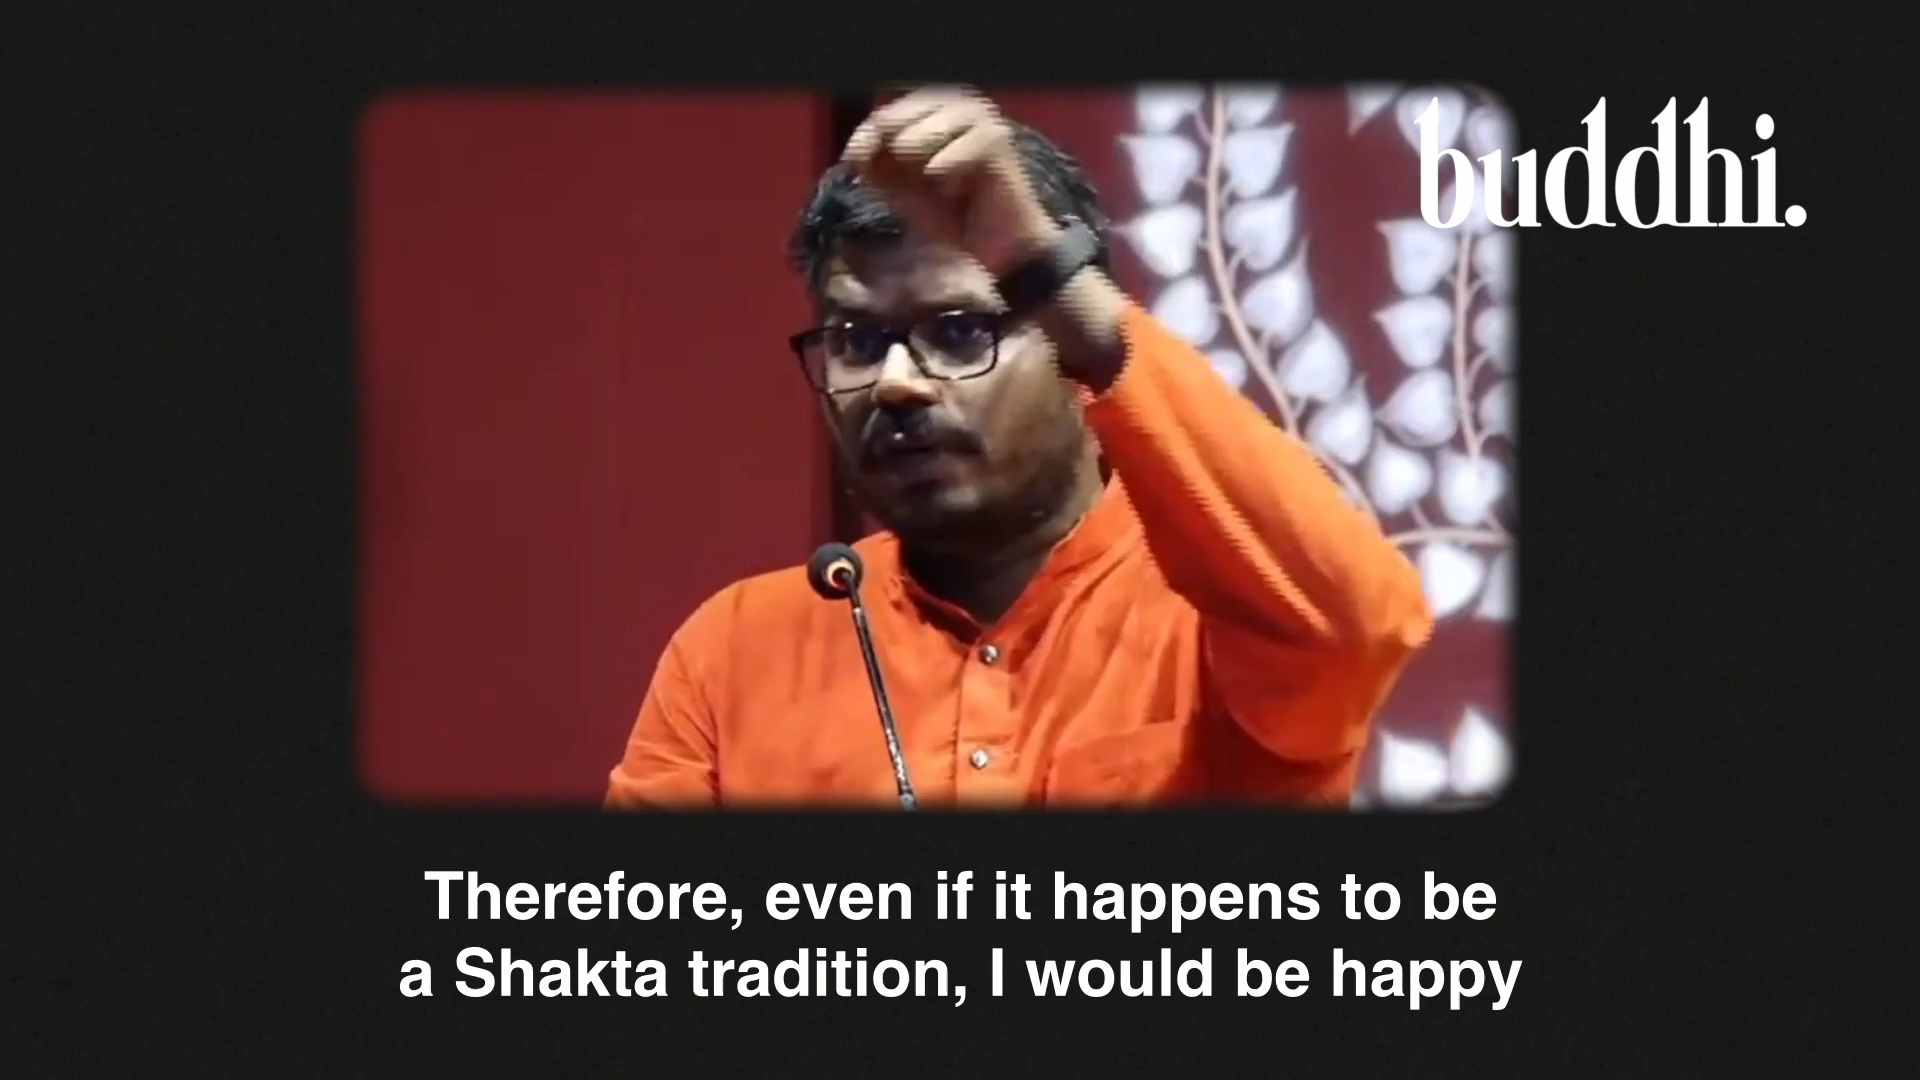 buddhi.
Therefore, even if it happens to be
a Shakta tradition, I would be happy